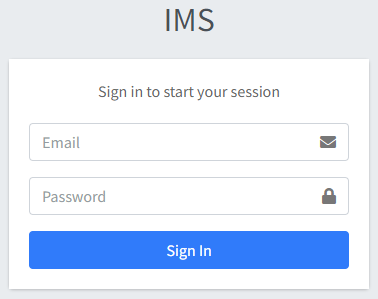 IMS
Sign in to start your session
Email
Password
Sign In